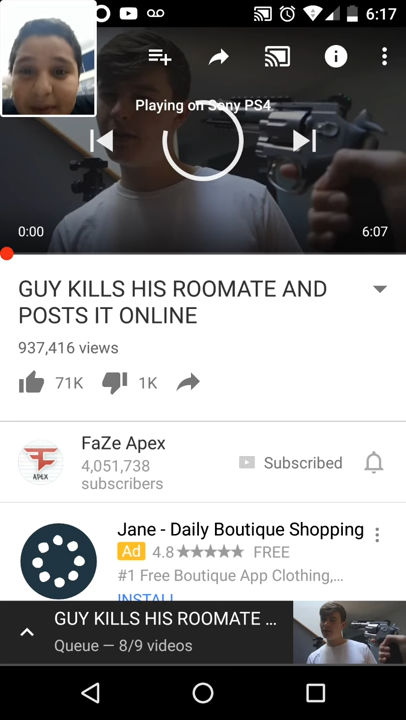 6:17
Playing on Sony PS4
0:00
6:07
GUY KILLS HIS ROOMATE AND
POSTS IT ONLINE
937,416 views
71K
1K
FaZe Apex
4,051,738
subscribers
Subscribed
APEX
Jane - Daily Boutique Shopping
Ad 4.8 FREE
#1 Free Boutique App Clothing,...
INSTALL
GUY KILLS HIS ROOMATE ...
Queue — 8/9 videos